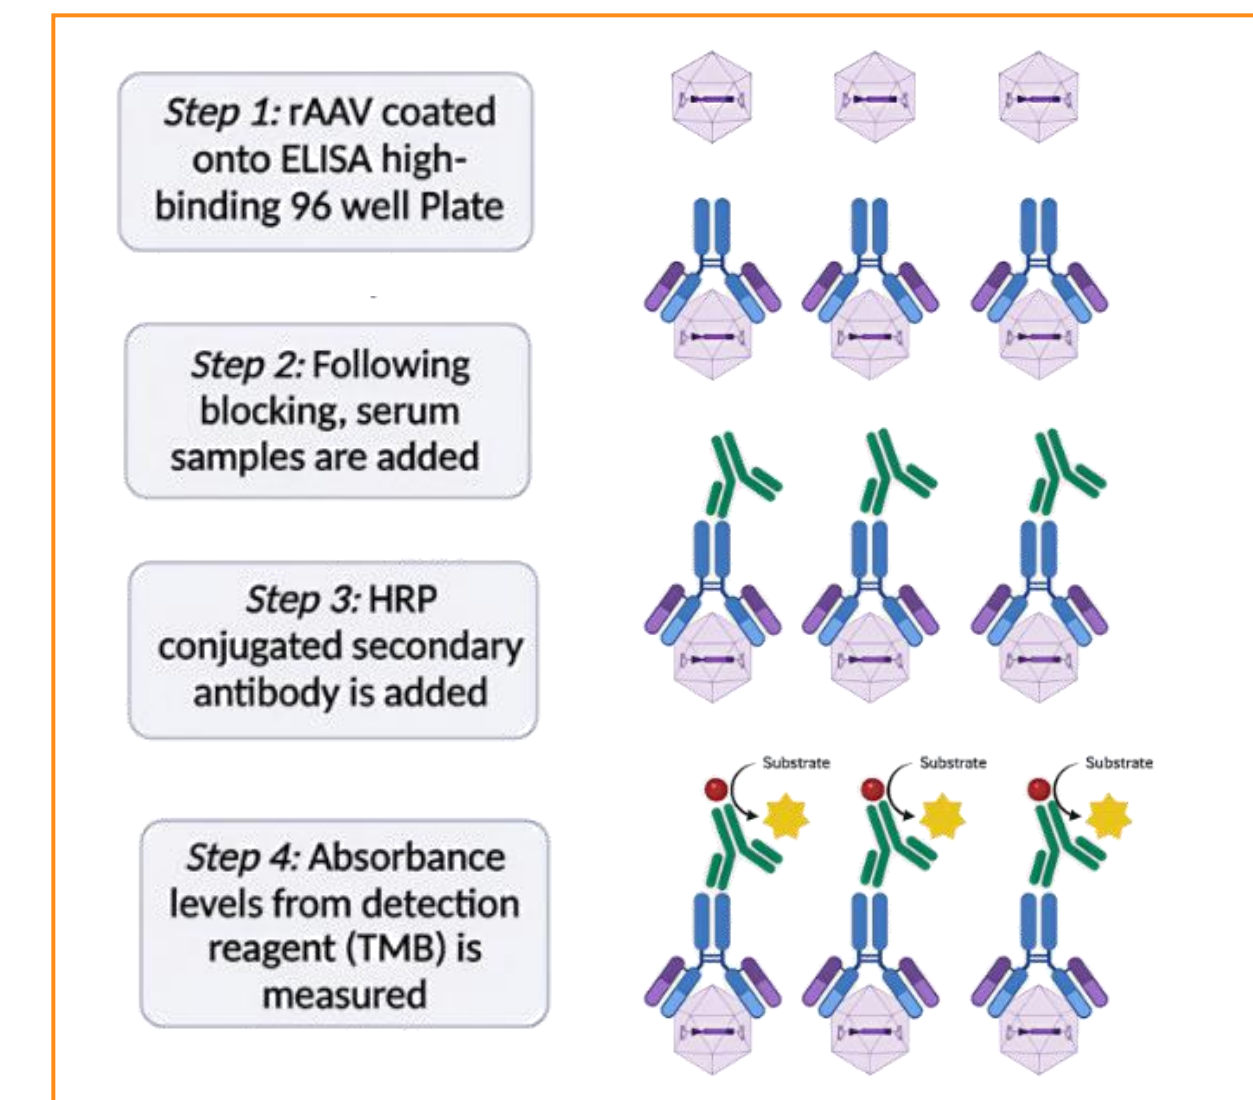 Step 1: rAAV coated
onto ELISA high-
binding 96 well Plate
Step 2: Following
blocking, serum
samples are added
Step 3: HRP
conjugated secondary
antibody is added
Substrate
Substrate
Substrate
Step 4: Absorbance
levels from detection
reagent (TMB) is
measured